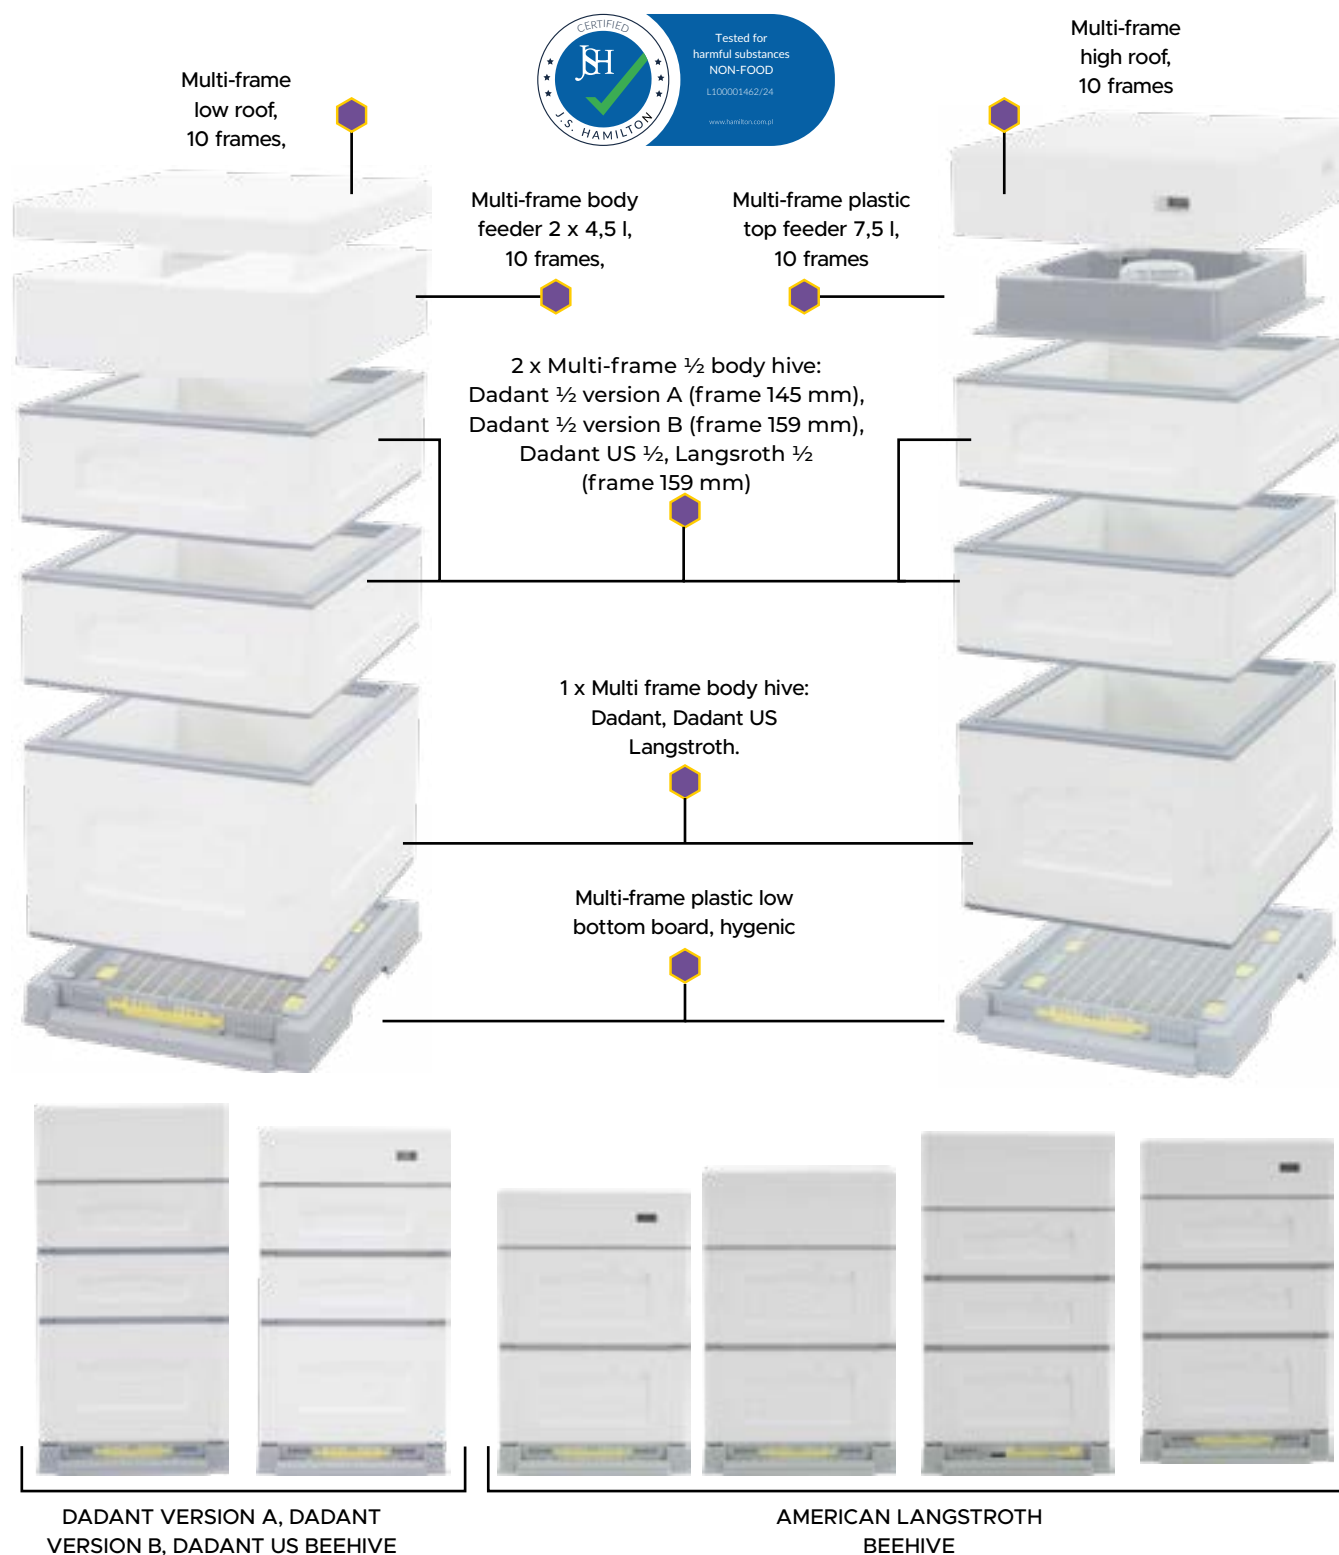 CERTIFIED
JSH
J.S. HAMILTON
Tested for
harmful substances
NON-FOOD
L100001462/24
www.hamilton.com.pl
Multi-frame
low roof,
10 frames,
Multi-frame
high roof,
10 frames
Multi-frame body
feeder 2 x 4,5 l,
10 frames,
Multi-frame plastic
top feeder 7,5 l,
10 frames
2 x Multi-frame ½ body hive:
Dadant ½ version A (frame 145 mm),
Dadant ½ version B (frame 159 mm),
Dadant US ½, Langsroth ½
(frame 159 mm)
1 x Multi frame body hive:
Dadant, Dadant US
Langstroth.
Multi-frame plastic low
bottom board, hygenic
DADANT VERSION A, DADANT
VERSION B, DADANT US BEEHIVE
AMERICAN LANGSTROTH
BEEHIVE